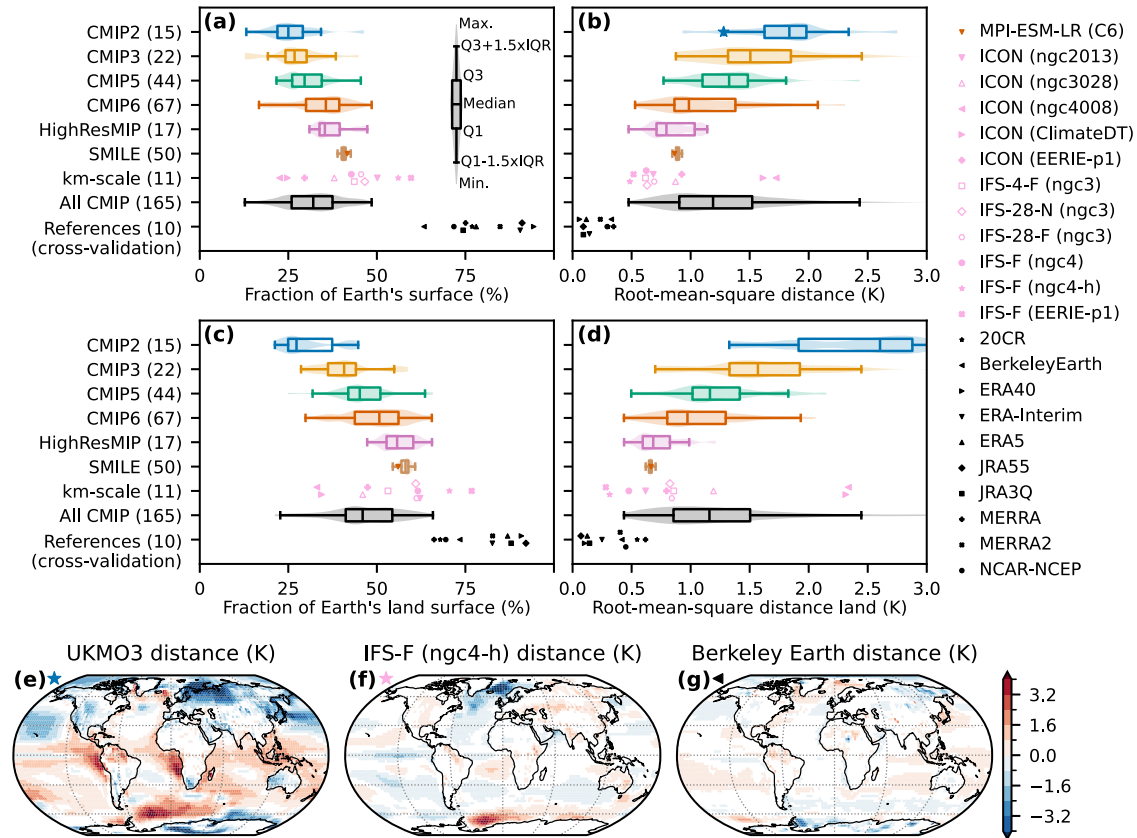 (a)
CMIP2 (15)
CMIP3 (22)
CMIP5 (44)
CMIP6 (67)
HighResMIP (17)
SMILE (50)
km-scale (11)
All CMIP (165)
References (10)
(cross-validation)
Max.
Q3+1.5xIQR
Q3
Median
Q1
Q1-1.5xIQR
Min.
0 25 50 75
Fraction of Earth's surface (%)
(b)
0.0 0.5 1.0 1.5 2.0 2.5 3.0
Root-mean-square distance (K)
MPI-ESM-LR (C6)
ICON (ngc2013)
ICON (ngc3028)
ICON (ngc4008)
ICON (ClimateDT)
ICON (EERIE-p1)
IFS-4-F (ngc3)
IFS-28-N (ngc3)
IFS-28-F (ngc3)
IFS-F (ngc4)
IFS-F (ngc4-h)
IFS-F (EERIE-p1)
20CR
BerkeleyEarth
ERA40
ERA-Interim
ERA5
JRA55
JRA3Q
MERRA
MERRA2
NCAR-NCEP
(c)
CMIP2 (15)
CMIP3 (22)
CMIP5 (44)
CMIP6 (67)
HighResMIP (17)
SMILE (50)
km-scale (11)
All CMIP (165)
References (10)
(cross-validation)
0 25 50 75
Fraction of Earth's land surface (%)
(d)
0.0 0.5 1.0 1.5 2.0 2.5 3.0
Root-mean-square distance land (K)
UKMO3 distance (K)
(e)
IFS-F (ngc4-h) distance (K)
(f)
Berkeley Earth distance (K)
(g)
3.2
1.6
0.0
−1.6
−3.2